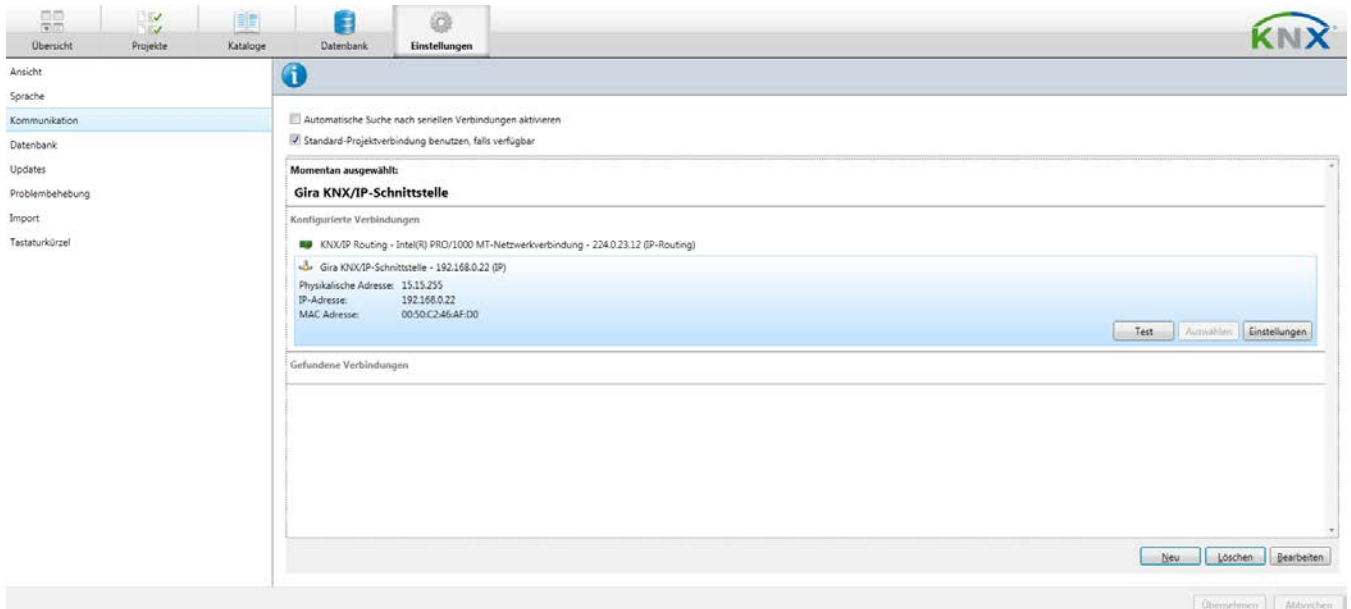 Übersicht
Projekte
Kataloge
Datenbank
Einstellungen
KNX
Ansicht
Sprache
Kommunikation
Datenbank
Updates
Problembehebung
Import
Tastaturkürzel
Automatische Suche nach seriellen Verbindungen aktivieren
Standard-Projektverbindung benutzen, falls verfügbar
Momentan ausgewählt:
Gira KNX/IP-Schnittstelle
Konfigurierte Verbindungen
KNX/IP Routing - Intel(R) PRO/1000 MT-Netzwerkverbindung - 224.0.23.12 (IP-Routing)
Gira KNX/IP-Schnittstelle - 192.168.0.22 (IP)
Physikalische Adresse: 15.15.255
IP-Adresse: 192.168.0.22
MAC Adresse: 00:50:C2:46:AF:D0
Test Auswählen Einstellungen
Gefundene Verbindungen
Neu Löschen Bearbeiten
Übernehmen Abbrechen